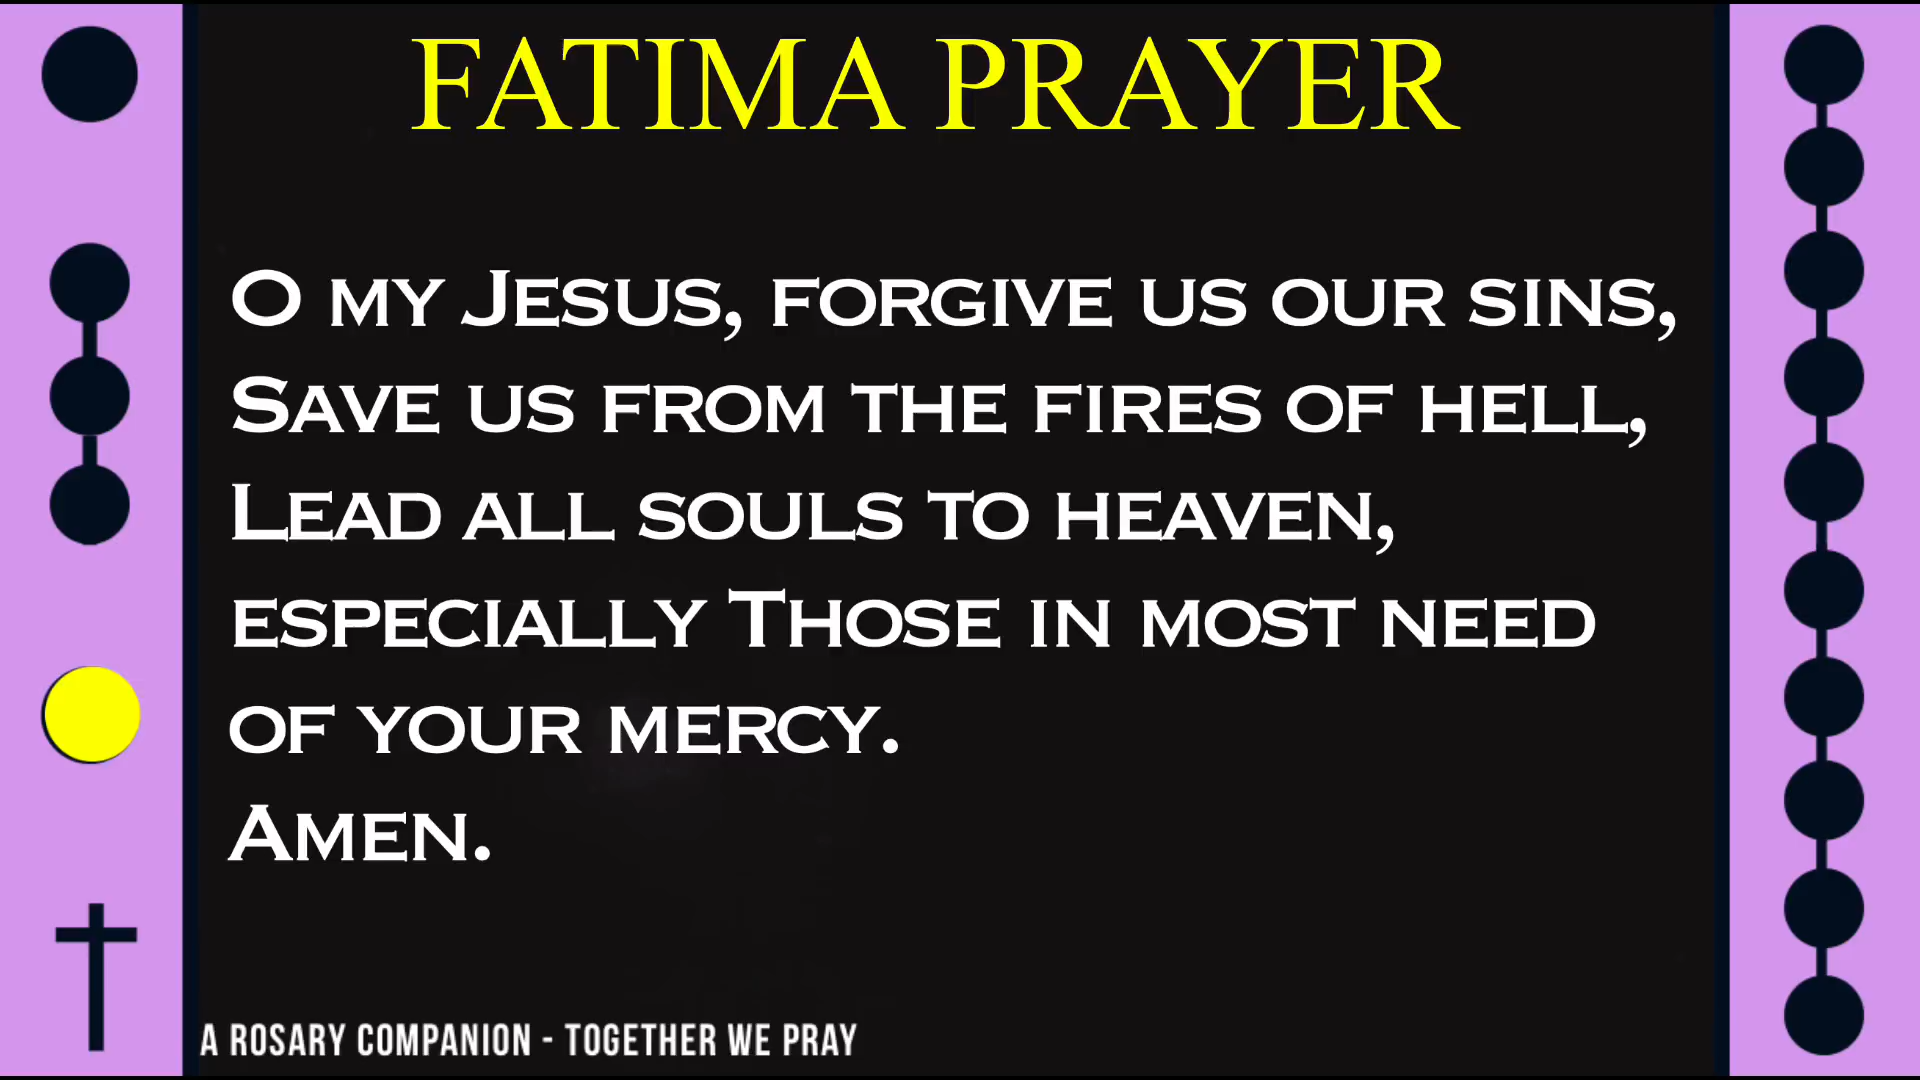 FATIMA PRAYER
O my Jesus, forgive us our sins,
Save us from the fires of hell,
Lead all souls to heaven,
especially Those in most need
of your mercy.
Amen.
A ROSARY COMPANION - TOGETHER WE PRAY